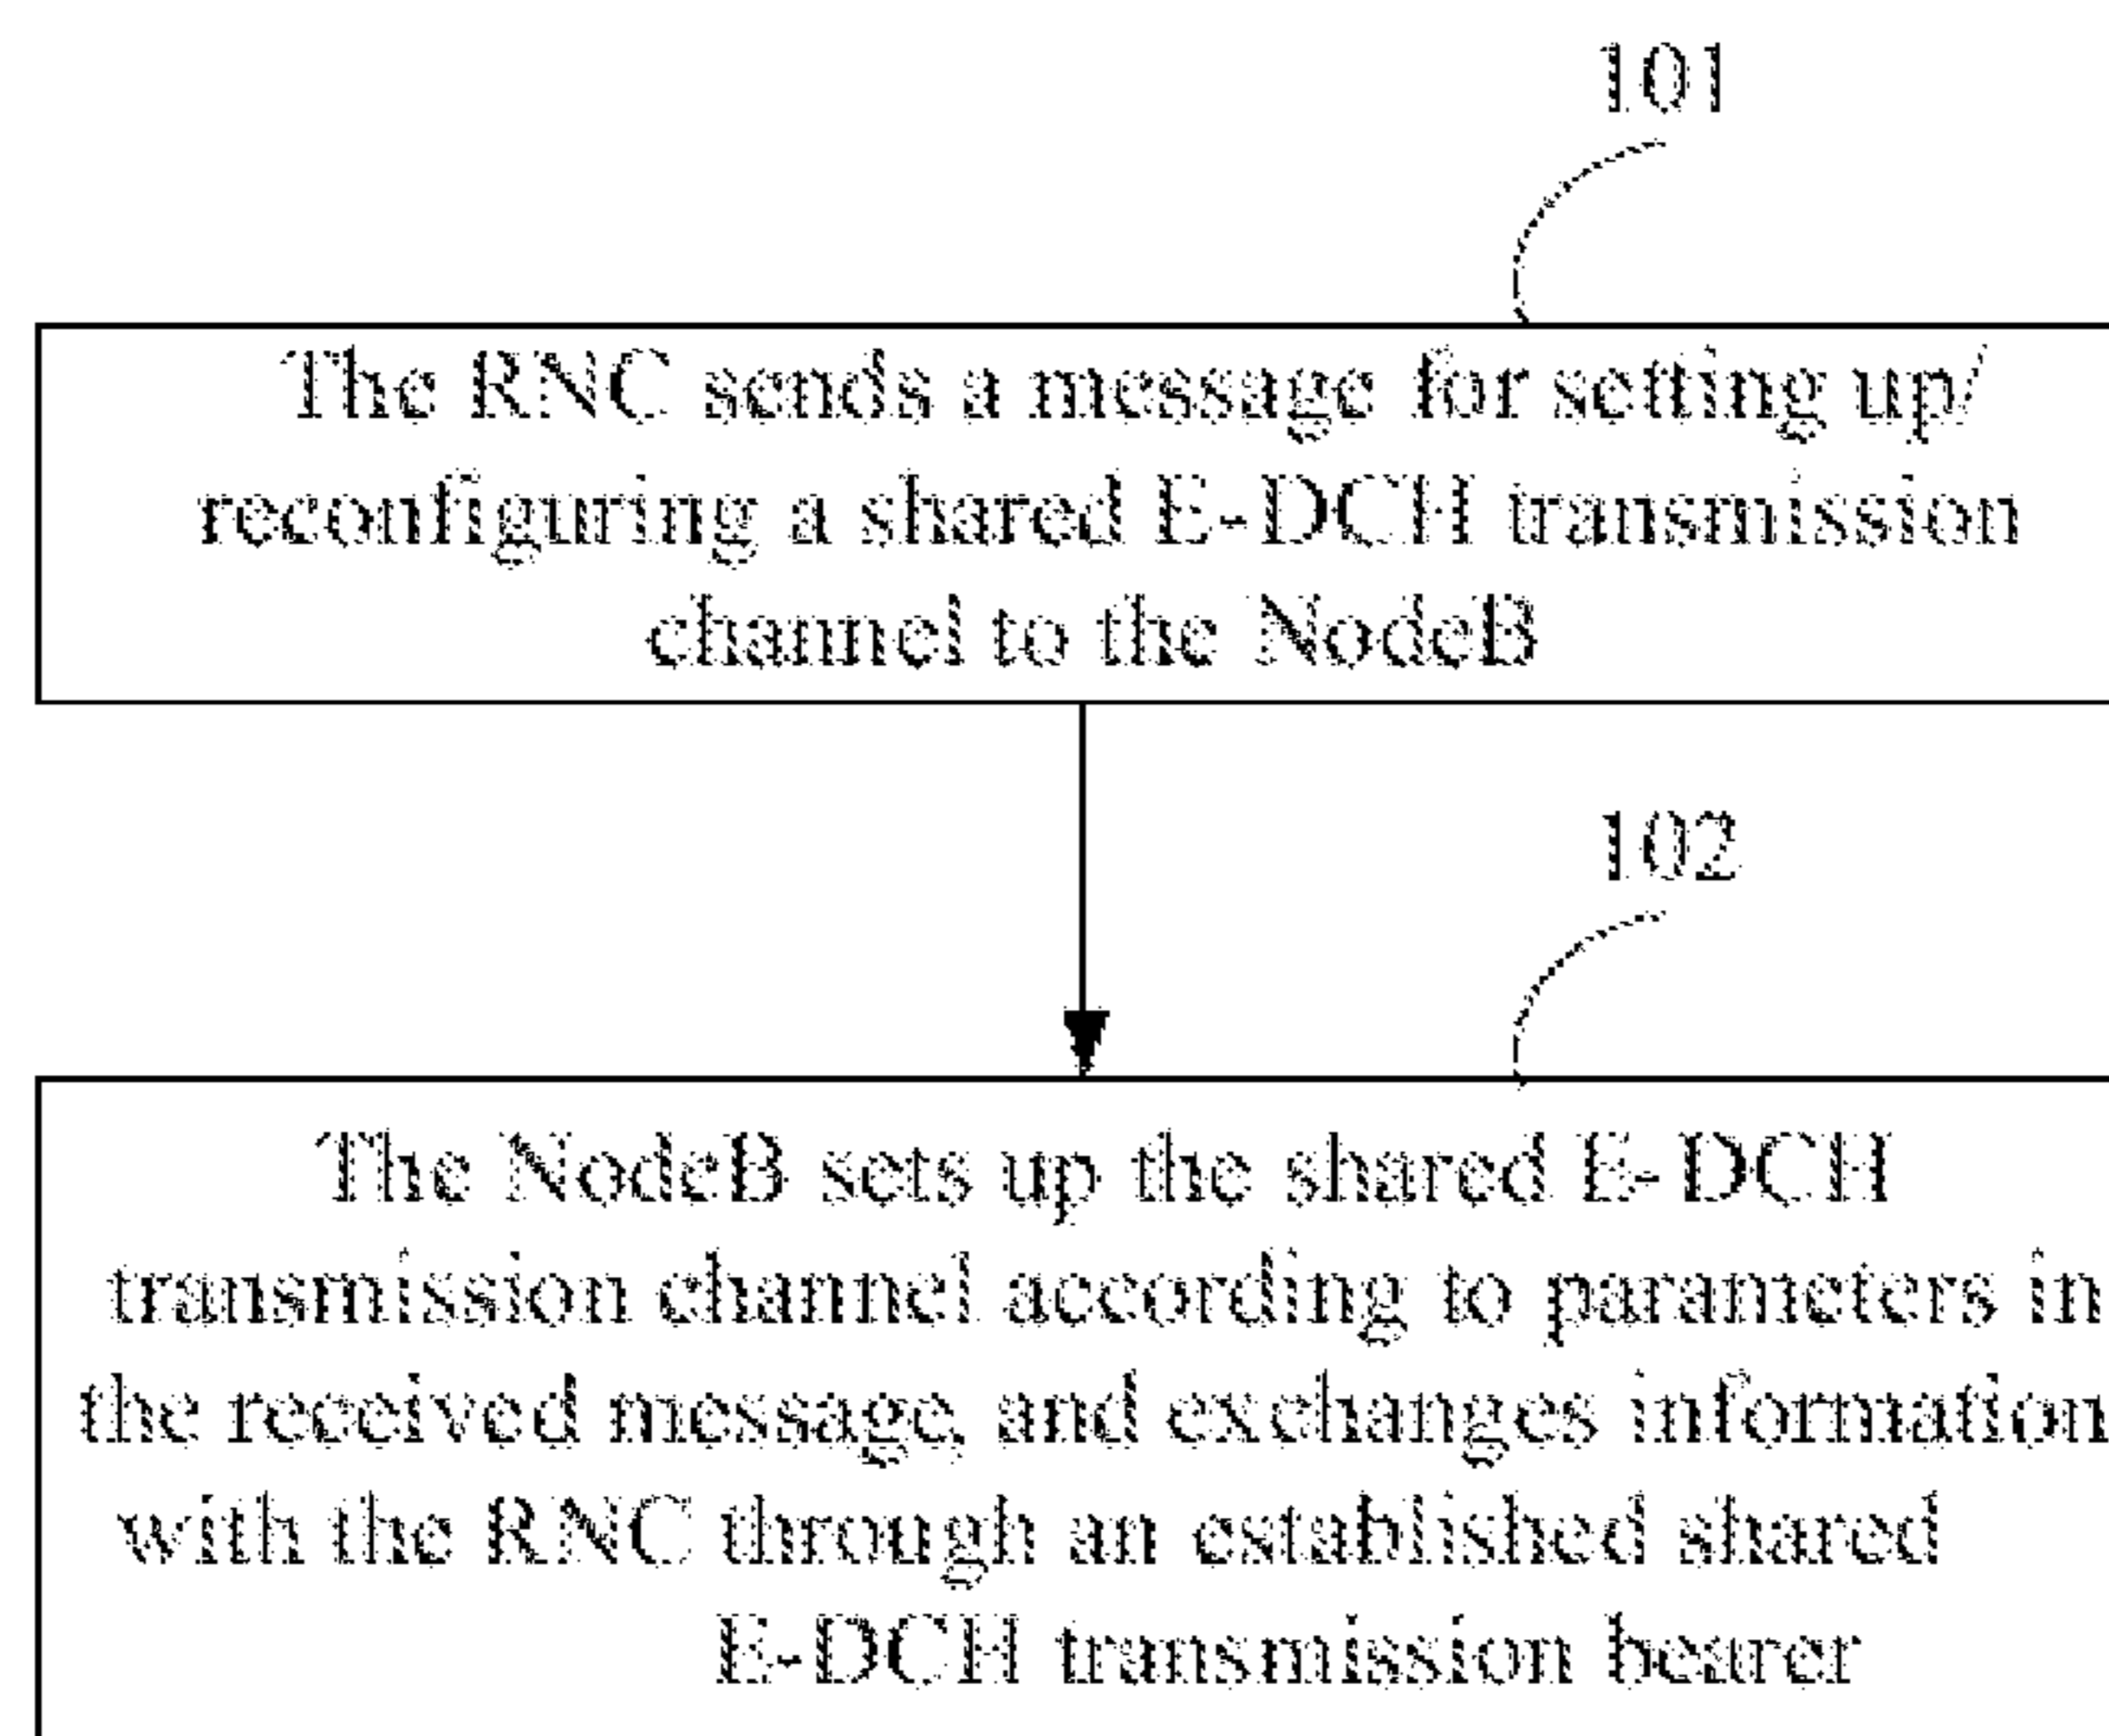 101
The RNC sends a message for setting up/
reconfiguring a shared E-DCH transmission
channel to the NodeB
102
The NodeB sets up the shared E-DCH
transmission channel according to parameters in
the received message, and exchanges information
with the RNC through an established shared
E-DCH transmission bearer